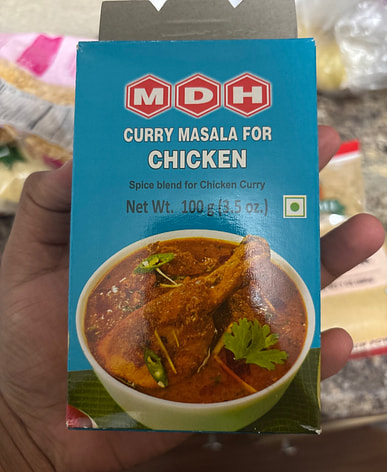 MDH
CURRY MASALA FOR
CHICKEN
Spice blend for Chicken Curry
Net Wt. 100 g (3.5 oz.)